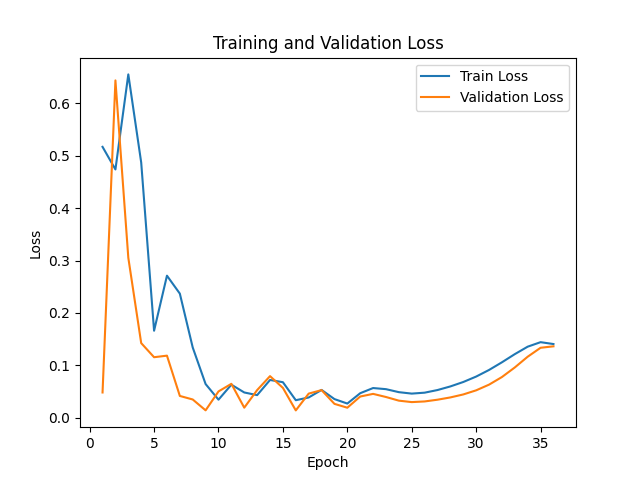 Training and Validation Loss
Train Loss
Validation Loss
0.6
0.5
0.4
0.3
0.2
0.1
0.0
Loss
0 5 10 15 20 25 30 35
Epoch